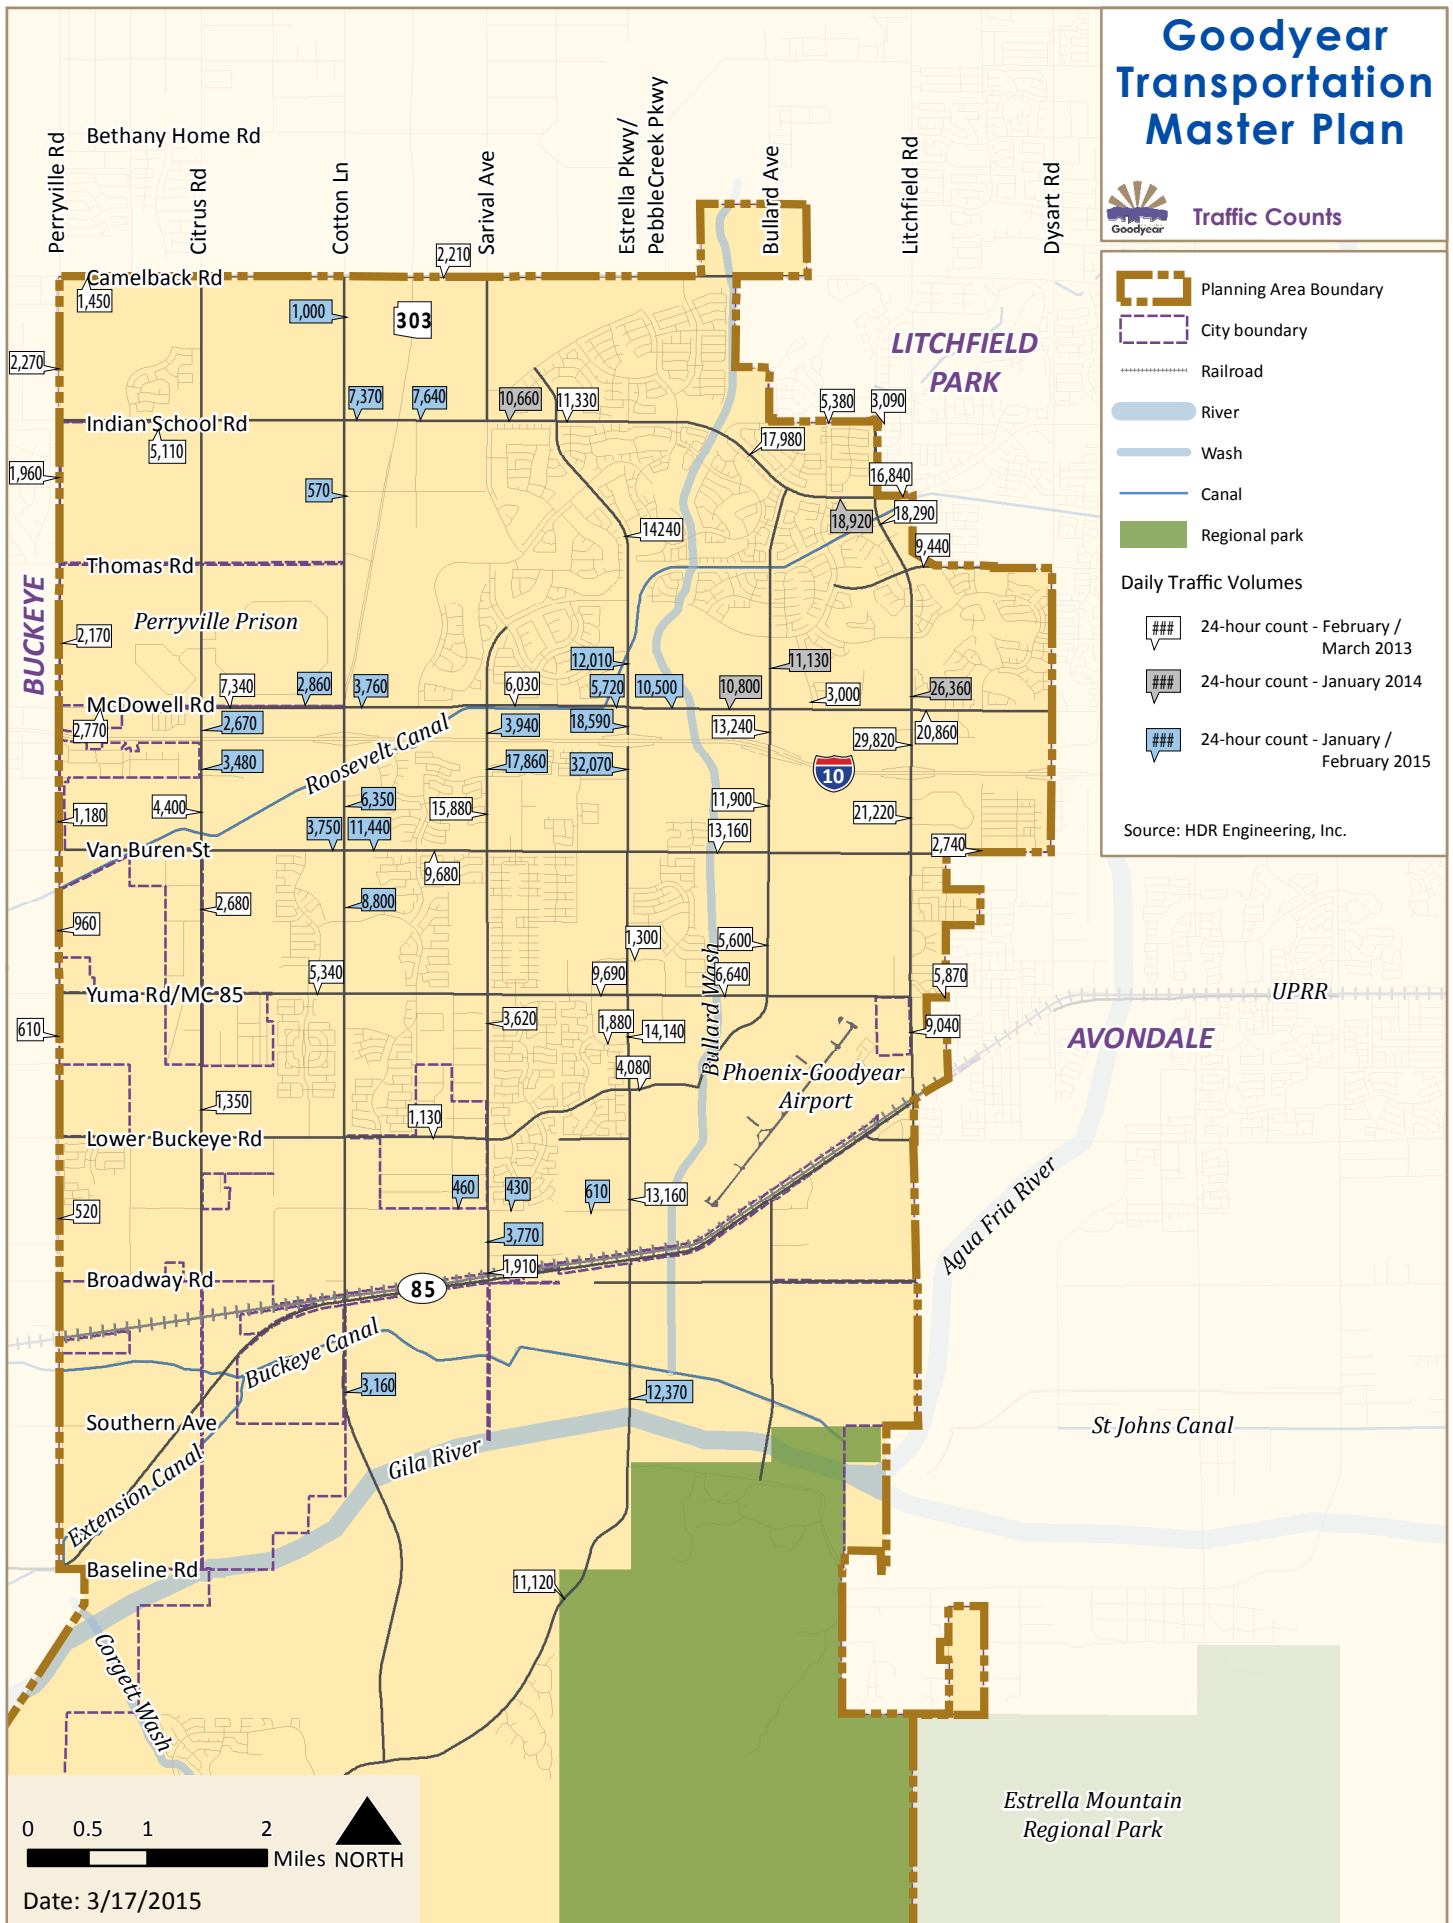 Goodyear
Transportation
Master Plan
Goodyear
Traffic Counts
Planning Area Boundary
City boundary
Railroad
River
Wash
Canal
Regional park
Daily Traffic Volumes
### 24-hour count - February /
March 2013
### 24-hour count - January 2014
### 24-hour count - January /
February 2015
Source: HDR Engineering, Inc.
Bethany Home Rd
Perryville Rd
Citrus Rd
Cotton Ln
Sarival Ave
Estrella Pkwy/
PebbleCreek Pkwy
Bullard Ave
Litchfield Rd
Dysart Rd
2,210
Camelback Rd
1,450
1,000
303
2,270
LITCHFIELD
PARK
7,370
7,640
10,660
11,330
5,380
3,090
Indian School Rd
5,110
17,980
1,960
570
16,840
18,920
18,290
14240
9,440
Thomas Rd
BUCKEYE
Perryville Prison
2,170
12,010
11,130
7,340
2,860
3,760
6,030
5,720
10,500
10,800
3,000
26,360
McDowell Rd
2,770
2,670
Roosevelt Canal
3,940
18,590
13,240
29,820
20,860
3,480
17,860
32,070
10
1,180
4,400
6,350
15,880
11,900
21,220
3,750
11,440
13,160
Van Buren St
9,680
2,740
2,680
8,800
960
1,300
5,600
5,340
9,690
6,640
5,870
Bullard Wash
Yuma Rd/MC 85
UPRR
610
3,620
1,880
14,140
9,040
AVONDALE
4,080
Phoenix-Goodyear
Airport
1,350
1,130
Lower Buckeye Rd
460
430
610
13,160
520
3,770
Agua Fria River
1,910
Broadway Rd
85
Buckeye Canal
3,160
12,370
Southern Ave
St Johns Canal
Gila River
Extension Canal
Baseline Rd
11,120
Corgett Wash
Estrella Mountain
Regional Park
0 0.5 1 2
Miles
NORTH
Date: 3/17/2015